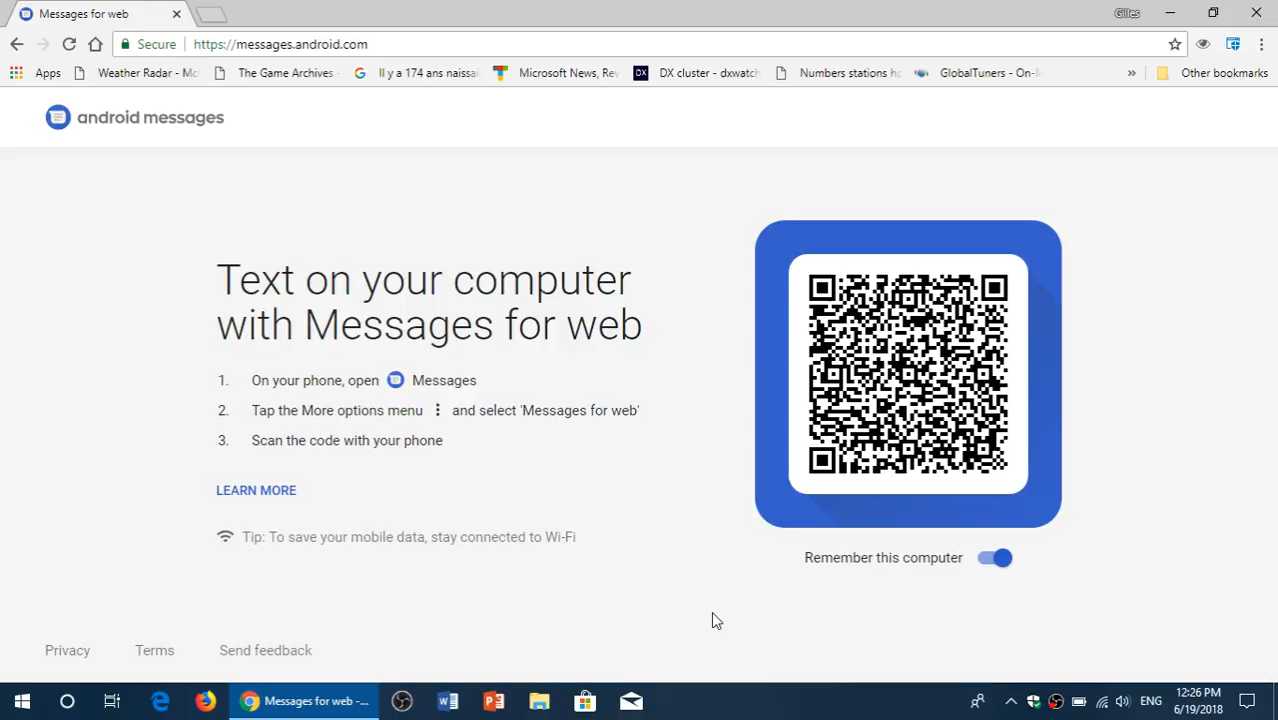 Messages for web
Gilles
Secure
https://messages.android.com
Apps
Weather Radar - Mo
The Game Archives -
Il y a 174 ans naissai
Microsoft News, Rev
DX
DX cluster - dxwatch
Numbers stations ho
GlobalTuners - On-li
»
Other bookmarks
android messages
Text on your computer
with Messages for web
1. On your phone, open Messages
2. Tap the More options menu and select 'Messages for web'
3. Scan the code with your phone
LEARN MORE
Tip: To save your mobile data, stay connected to Wi-Fi
Remember this computer
Privacy
Terms
Send feedback
Messages for web -...
ENG
12:26 PM
6/19/2018